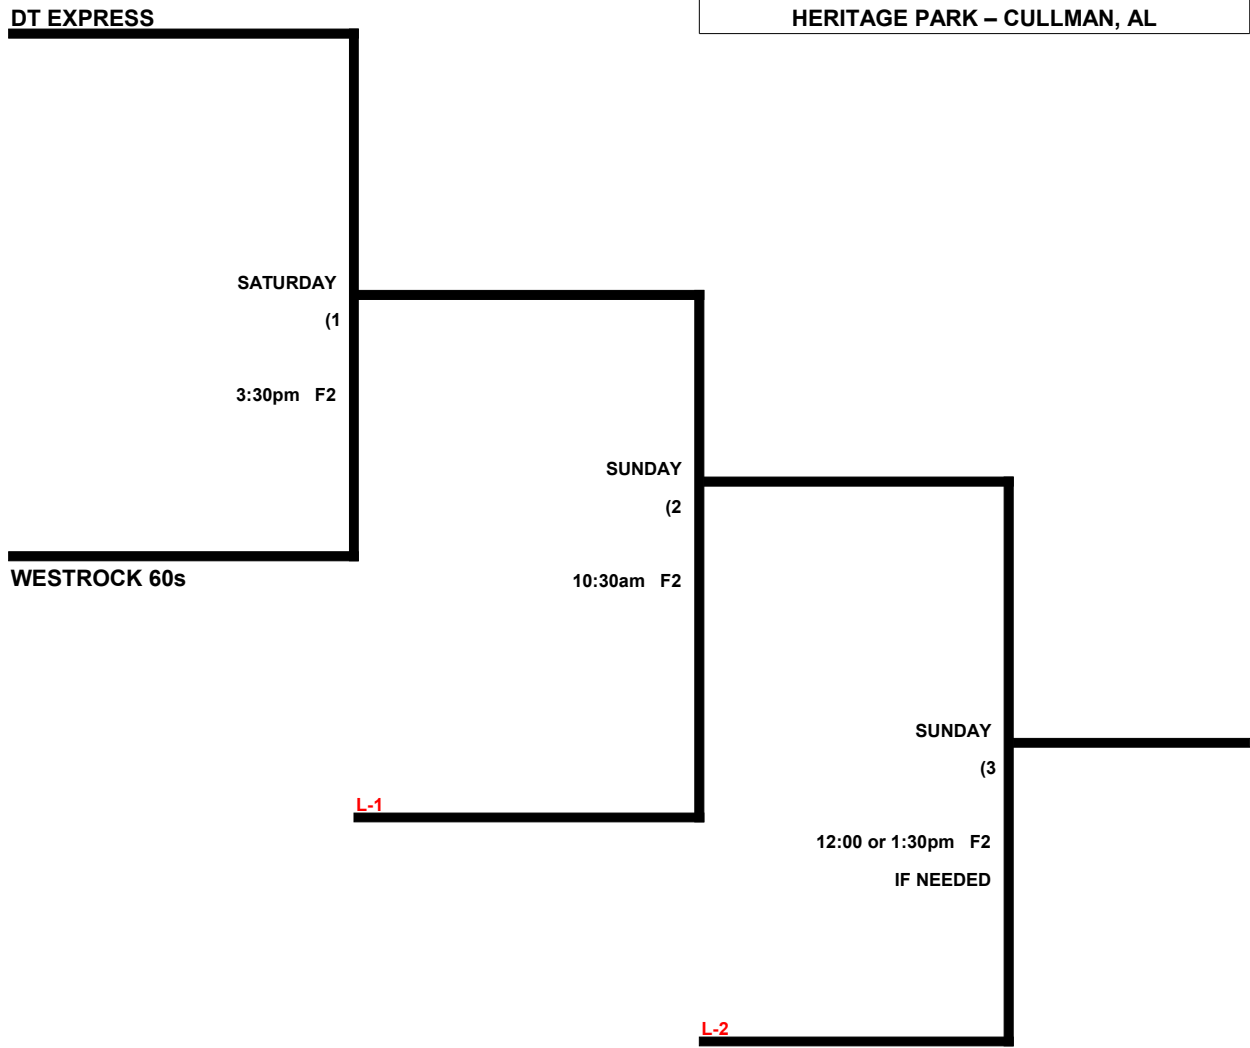 DT EXPRESS
HERITAGE PARK – CULLMAN, AL
SATURDAY
(1
3:30pm   F2
SUNDAY
(2
WESTROCK 60s
10:30am   F2
SUNDAY
(3
L-1
12:00 or 1:30pm   F2
IF NEEDED
L-2